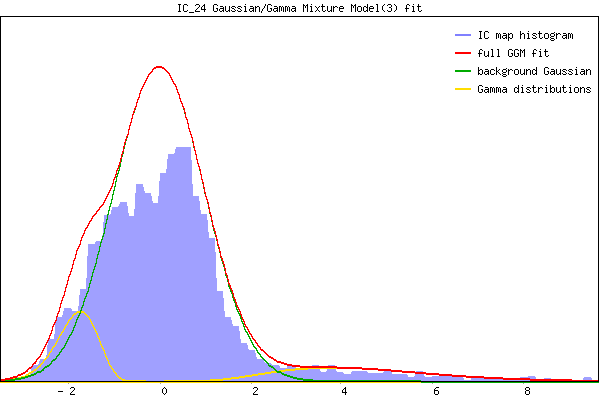 IC_24 Gaussian/Gamma Mixture Model(3) fit
IC map histogram
full GGM fit
background Gaussian
Gamma distributions
−2 0 2 4 6 8